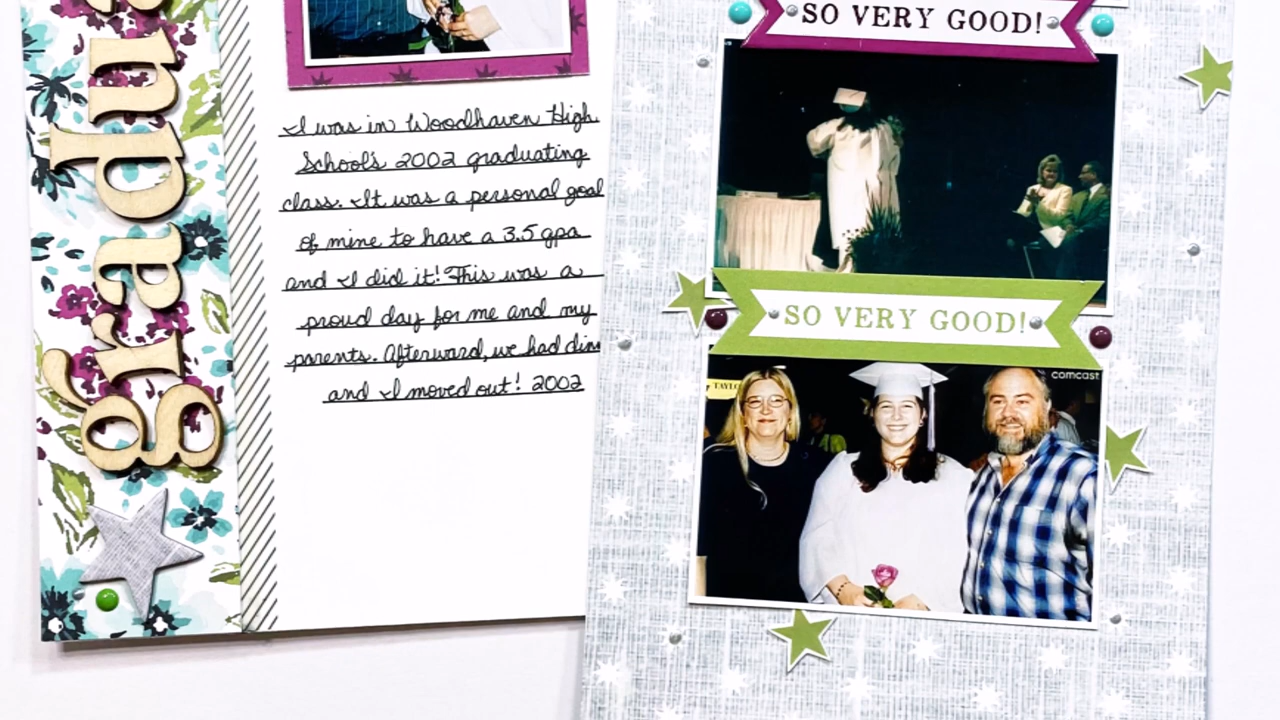 gradu
I was in Woodhaven High
School's 2002 graduating
class. It was a personal goal
of mine to have a 3.5 gpa
and I did it! This was a
proud day for me and my
parents. Afterward, we had din
and I moved out! 2002
SO VERY GOOD!
SO VERY GOOD!
TAYLO
comcast